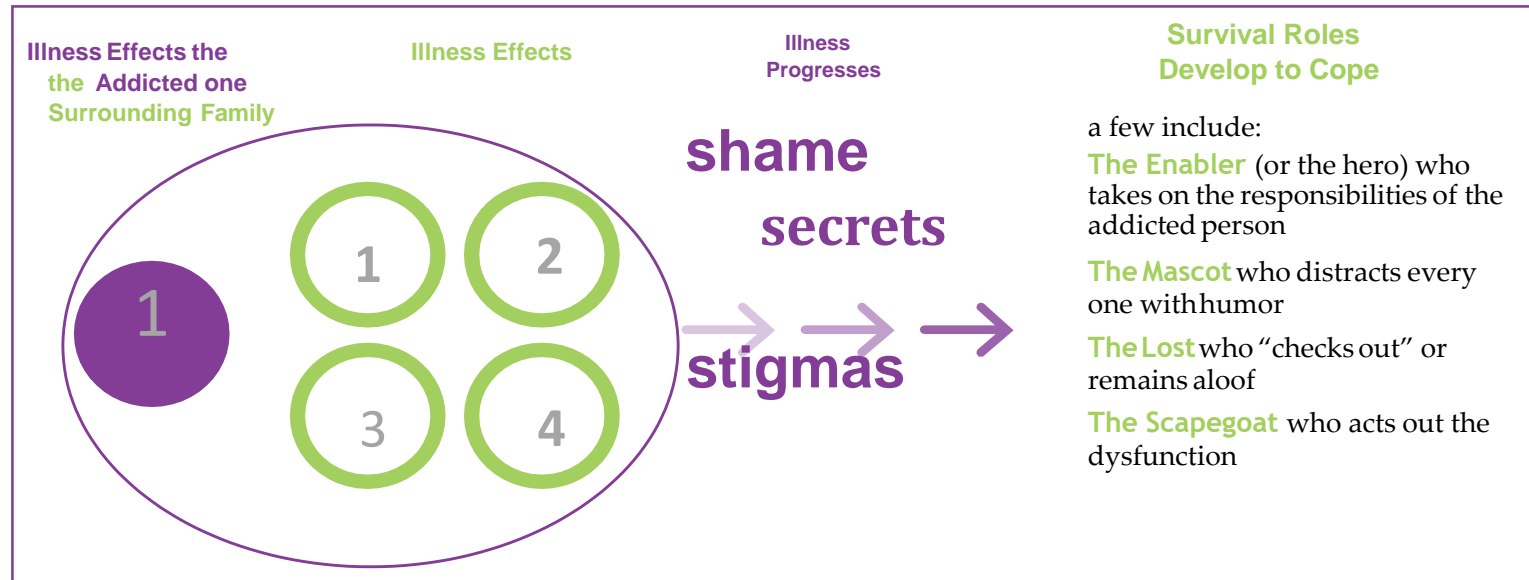 Illness Effects the
the Addicted one
Surrounding Family
Illness Effects
Illness
Progresses
Survival Roles
Develop to Cope
1
1
2
3
4
shame
secrets
stigmas
a few include:
The Enabler (or the hero) who
takes on the responsibilities of the
addicted person
The Mascot who distracts every
one withhumor
The Lost who “checks out” or
remains aloof
The Scapegoat who acts out the
dysfunction